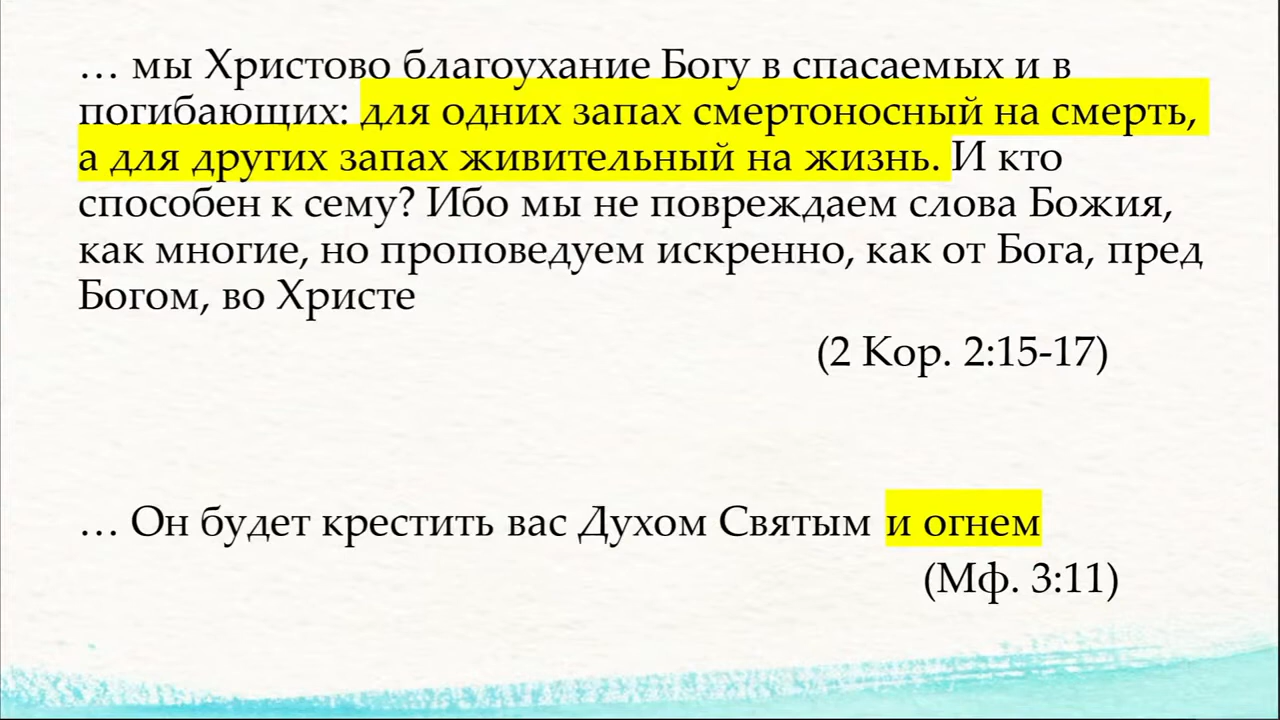 … мы Христово благоухание Богу в спасаемых и в
погибающих: для одних запах смертоносный на смерть,
а для других запах живительный на жизнь. И кто
способен к сему? Ибо мы не повреждаем слова Божия,
как многие, но проповедуем искренно, как от Бога, пред
Богом, во Христе
(2 Кор. 2:15-17)
… Он будет крестить вас Духом Святым и огнем
(Мф. 3:11)